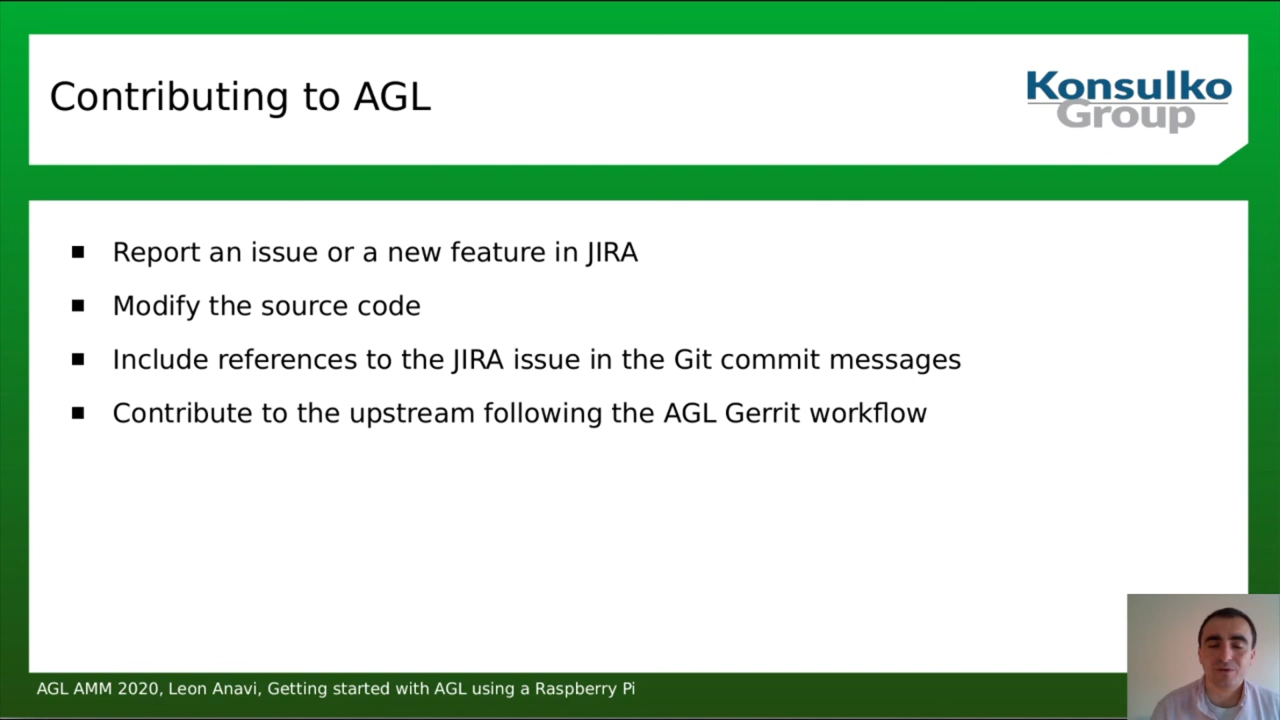 Contributing to AGL
Konsulko
Group
Report an issue or a new feature in JIRA
Modify the source code
Include references to the JIRA issue in the Git commit messages
Contribute to the upstream following the AGL Gerrit workflow
AGL AMM 2020, Leon Anavi, Getting started with AGL using a Raspberry Pi